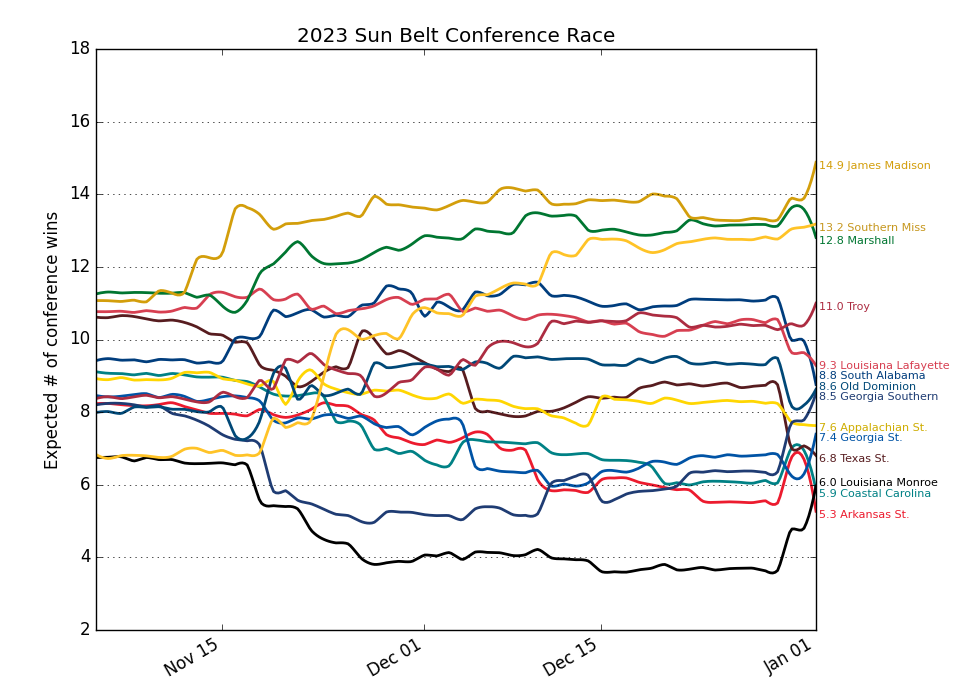 2023 Sun Belt Conference Race
Expected # of conference wins
18
16
14
12
10
8
6
4
2
Nov 15
Dec 01
Dec 15
Jan 01
14.9 James Madison
13.2 Southern Miss
12.8 Marshall
11.0 Troy
9.3 Louisiana Lafayette
8.8 South Alabama
8.6 Old Dominion
8.5 Georgia Southern
7.6 Appalachian St.
7.4 Georgia St.
6.8 Texas St.
6.0 Louisiana Monroe
5.9 Coastal Carolina
5.3 Arkansas St.